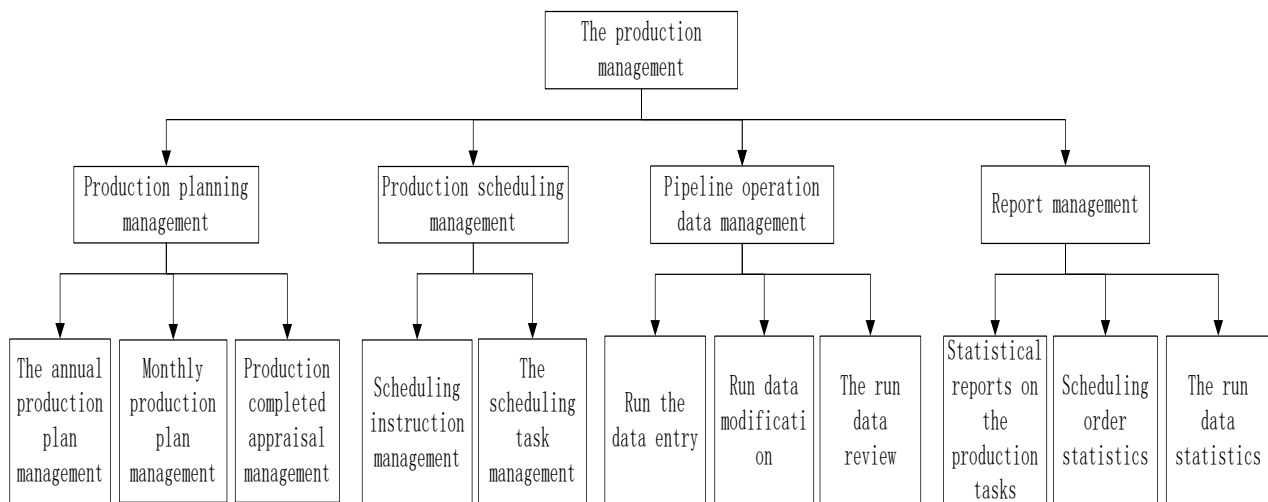 The production
management
Production planning
management
Production scheduling
management
Pipeline operation
data management
Report management
The annual
production
plan
management
Monthly
production
plan
management
Production
completed
appraisal
management
Scheduling
instruction
management
The
scheduling
task
management
Run the
data entry
Run data
modificati
on
The run
data
review
Statistical
reports on
the
production
tasks
Scheduling
order
statistics
The run
data
statistics